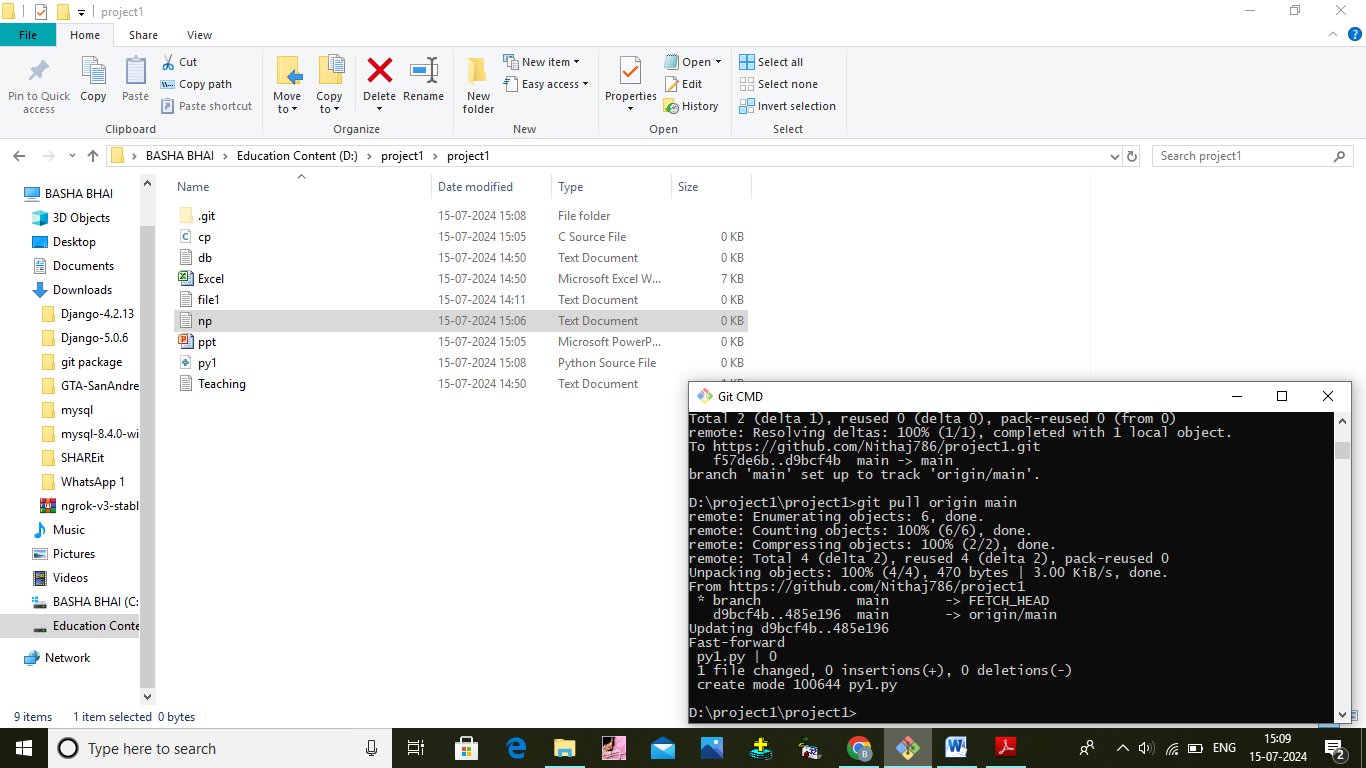 project1
File Home Share View
Pin to Quick access
Copy
Paste
Cut
Copy path
Paste shortcut
Clipboard
Move to
Copy to
Delete
Rename
Organize
New folder
New item
Easy access
New
Properties
Open
Edit
History
Open
Select all
Select none
Invert selection
Select
BASHA BHAI Education Content (D:) project1 project1
Search project1
BASHA BHAI
3D Objects
Desktop
Documents
Downloads
Django-4.2.13
Django-5.0.6
git package
GTA-SanAndre
mysql
mysql-8.4.0-wi
SHAREit
WhatsApp 1
ngrok-v3-stabl
Music
Pictures
Videos
BASHA BHAI (C:
Education Conte
Network
Name Date modified Type Size
.git 15-07-2024 15:08 File folder
cp 15-07-2024 15:05 C Source File 0 KB
db 15-07-2024 14:50 Text Document 0 KB
Excel 15-07-2024 14:50 Microsoft Excel W... 7 KB
file1 15-07-2024 14:11 Text Document 0 KB
np 15-07-2024 15:06 Text Document 0 KB
ppt 15-07-2024 15:05 Microsoft PowerP... 0 KB
py1 15-07-2024 15:08 Python Source File 0 KB
Teaching 15-07-2024 14:50 Text Document
Git CMD
Total 2 (delta 1), reused 0 (delta 0), pack-reused 0 (from 0)
remote: Resolving deltas: 100% (1/1), completed with 1 local object.
To https://github.com/Nithaj786/project1.git
f57de6b..d9bcf4b main -> main
branch 'main' set up to track 'origin/main'.
D:\project1\project1>git pull origin main
remote: Enumerating objects: 6, done.
remote: Counting objects: 100% (6/6), done.
remote: Compressing objects: 100% (2/2), done.
remote: Total 4 (delta 2), reused 4 (delta 2), pack-reused 0
Unpacking objects: 100% (4/4), 470 bytes | 3.00 KiB/s, done.
From https://github.com/Nithaj786/project1
* branch main -> FETCH_HEAD
d9bcf4b..485e196 main -> origin/main
Updating d9bcf4b..485e196
Fast-forward
py1.py | 0
1 file changed, 0 insertions(+), 0 deletions(-)
create mode 100644 py1.py
D:\project1\project1>
9 items 1 item selected 0 bytes
Type here to search
ENG
15:09
15-07-2024
2